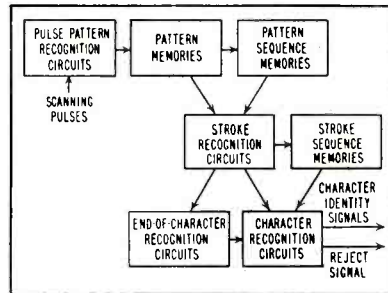 PULSE PATTERN
RECOGNITION
CIRCUITS
PATTERN
MEMORIES
PATTERN
SEQUENCE
MEMORIES
SCANNING
PULSES
STROKE
RECOGNITION
CIRCUITS
STROKE
SEQUENCE
MEMORIES
CHARACTER
IDENTITY
SIGNALS
END-OF-CHARACTER
RECOGNITION
CIRCUITS
CHARACTER
RECOGNITION
CIRCUITS
REJECT
SIGNAL